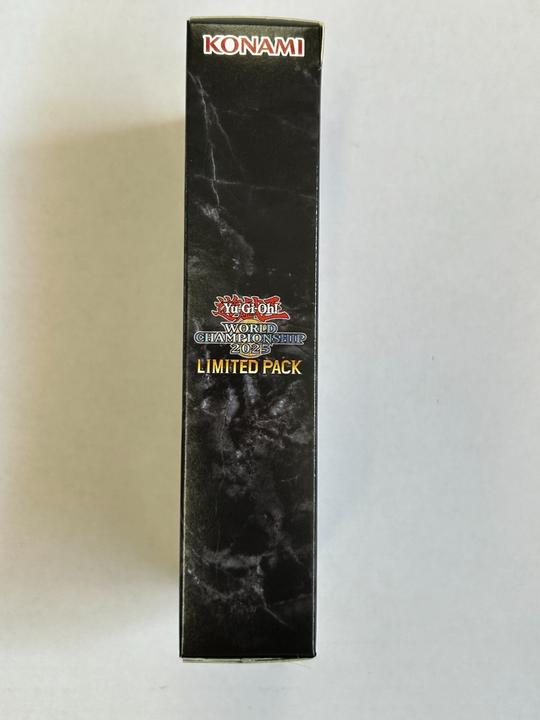 KONAMI
Yu-Gi-Oh!
WORLD
CHAMPIONSHIP
2025
LIMITED PACK